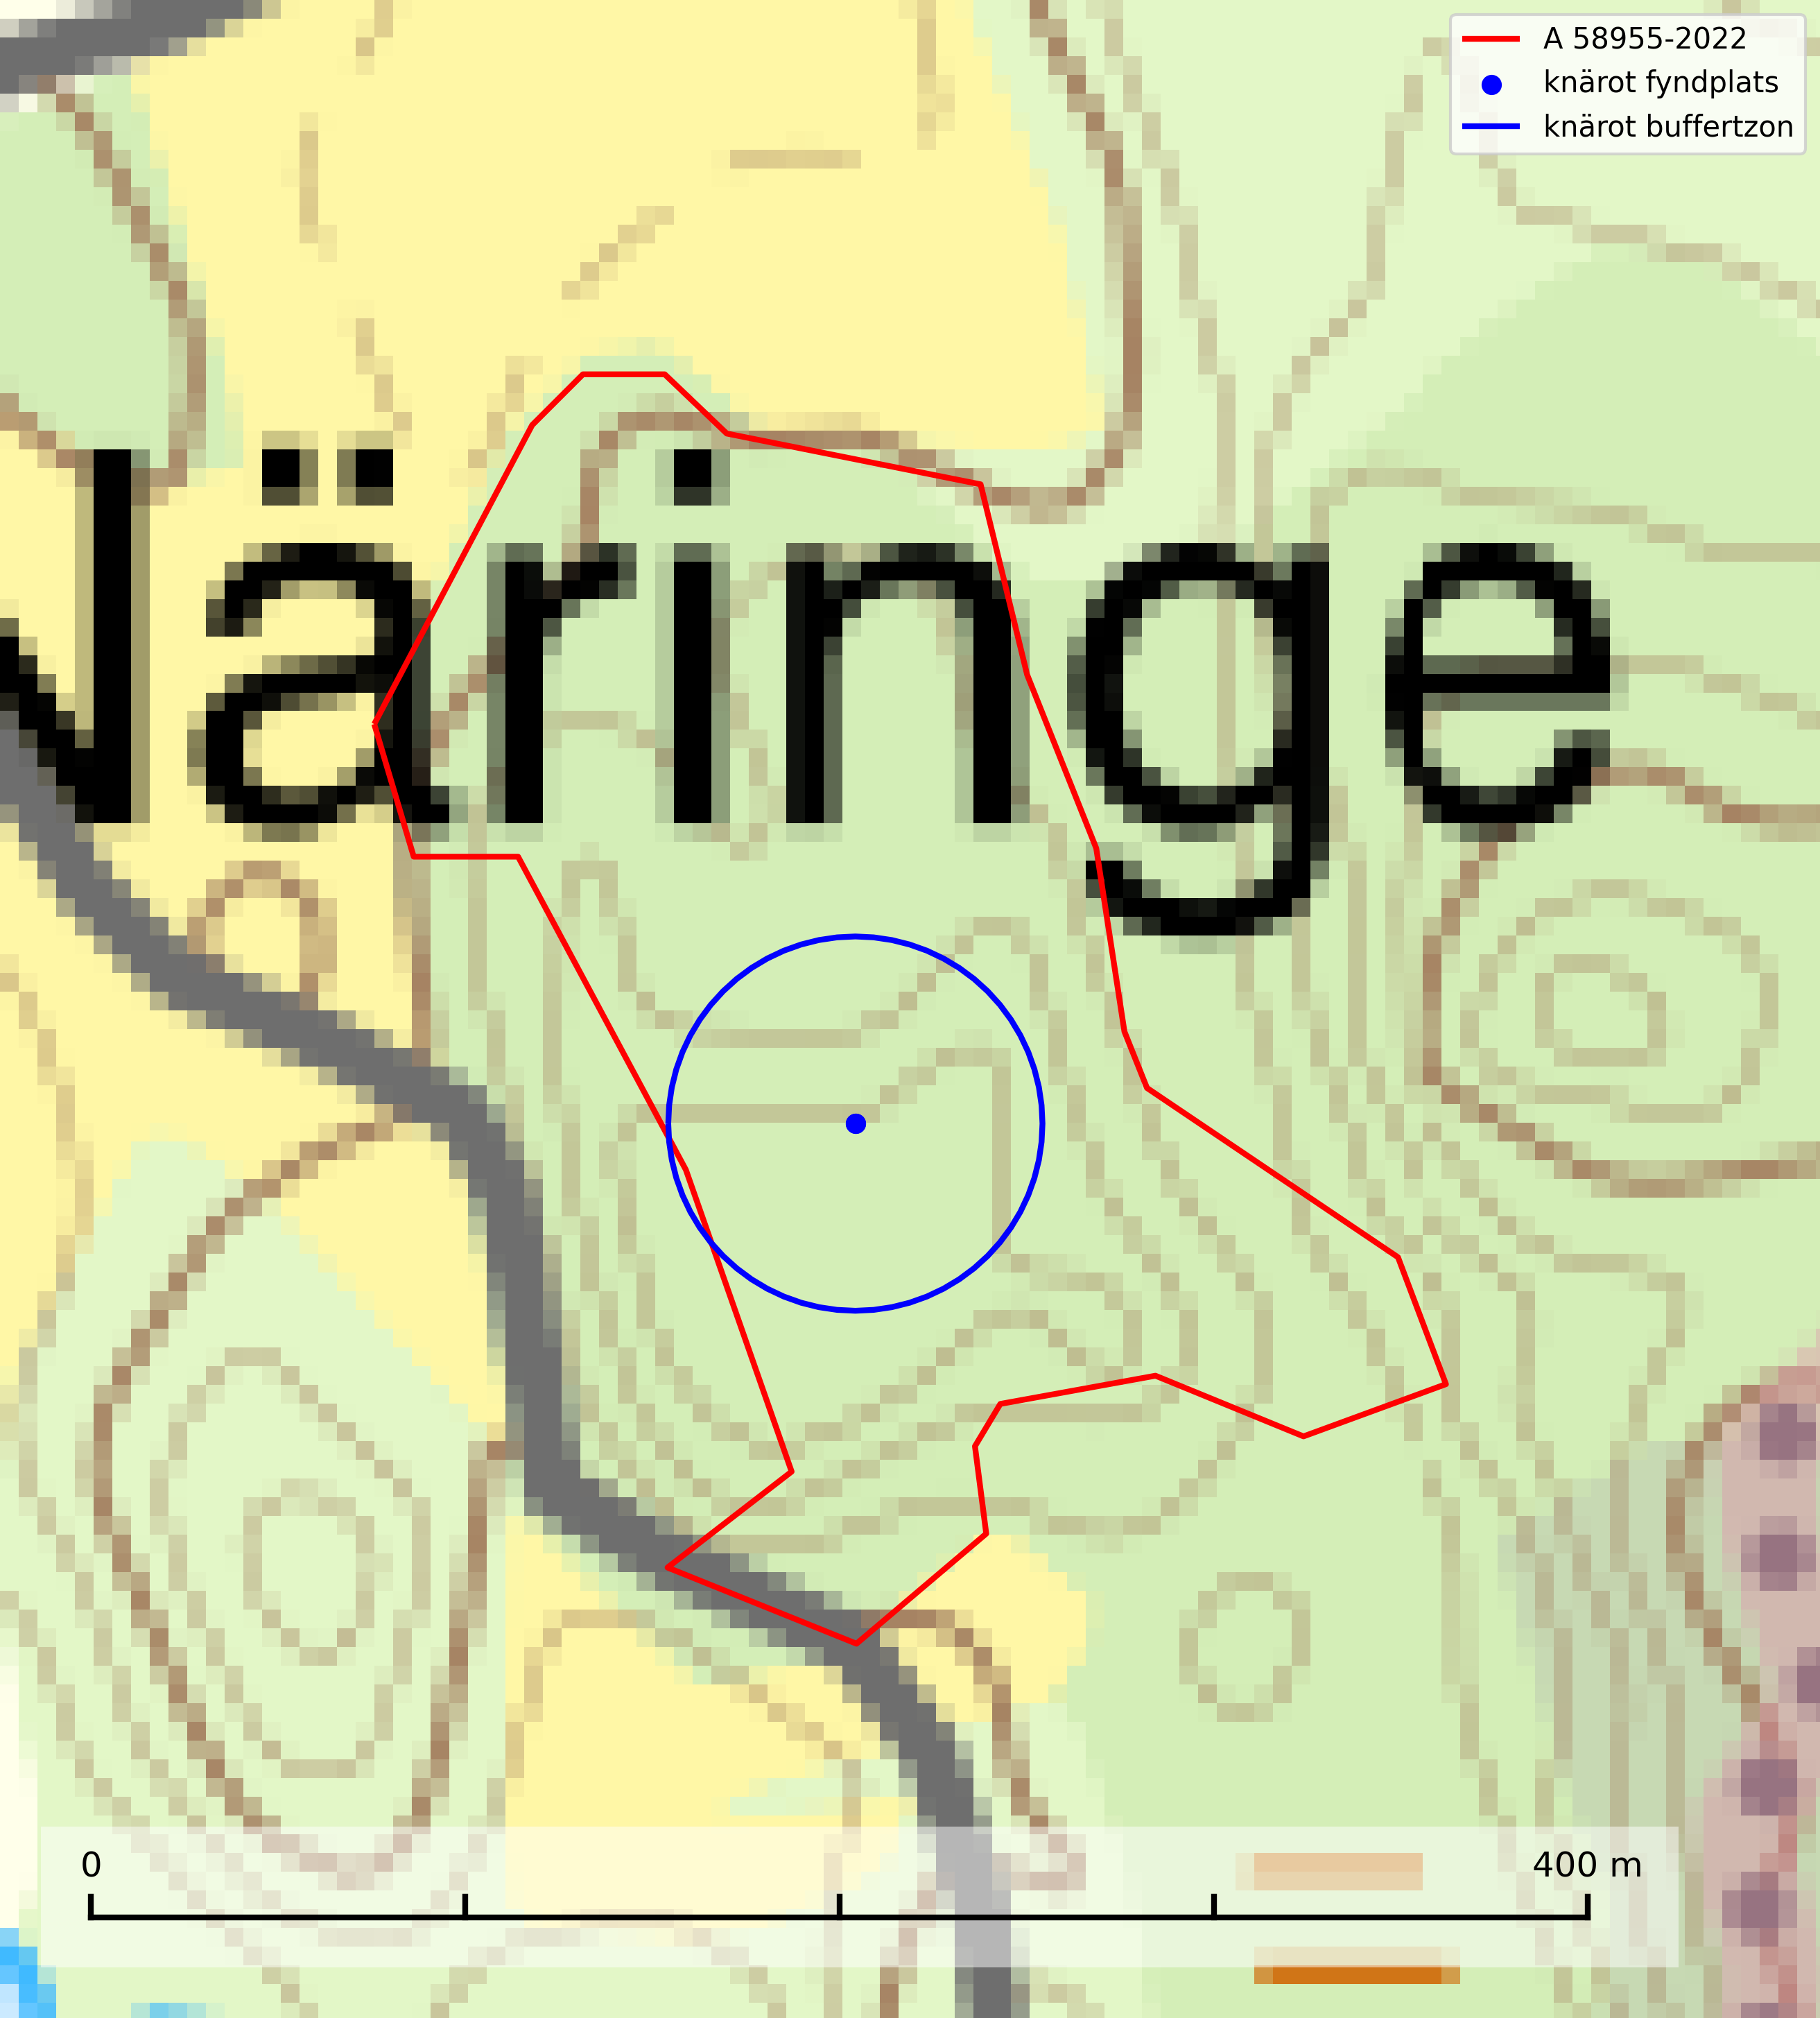 A 58955-2022
knärot fyndplats
knärot buffertzon
Näringe
0
400 m